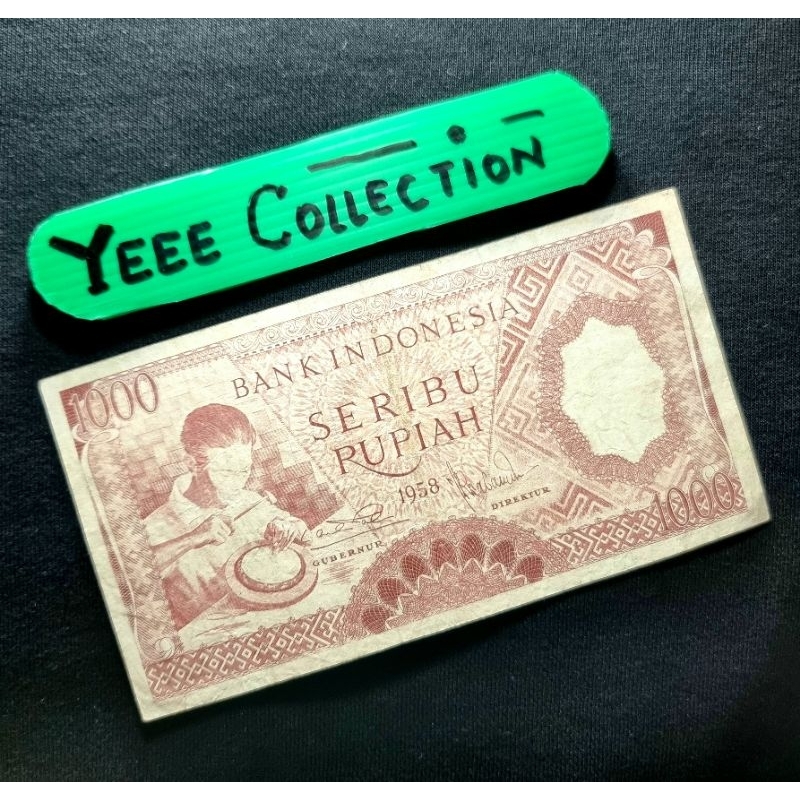 YEEE COLLECTION
1000
BANK INDONESIA
SERIBU
RUPIAH
1958
GUBERNUR
DIREKTUR
1000